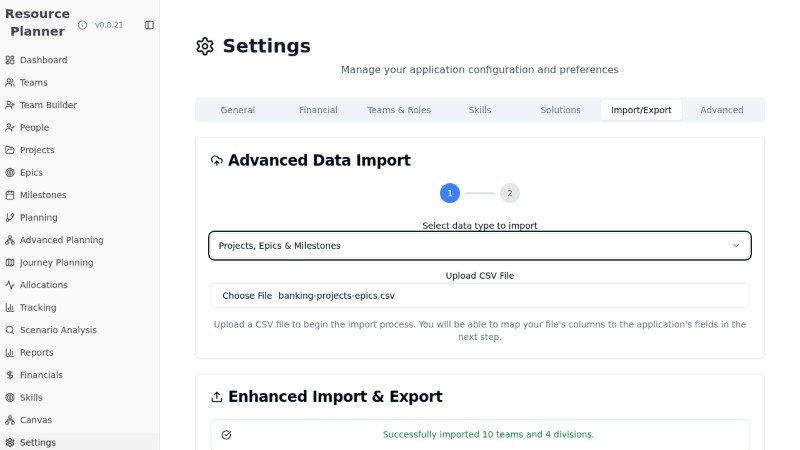 Resource
Planner
v0.0.21
Dashboard
Teams
Team Builder
People
Projects
Epics
Milestones
Planning
Advanced Planning
Journey Planning
Allocations
Tracking
Scenario Analysis
Reports
Financials
Skills
Canvas
Settings
Settings
Manage your application configuration and preferences
General Financial Teams & Roles Skills Solutions Import/Export Advanced
Advanced Data Import
1 2
Select data type to import
Projects, Epics & Milestones
Upload CSV File
Choose File banking-projects-epics.csv
Upload a CSV file to begin the import process. You will be able to map your file's columns to the application's fields in the
next step.
Enhanced Import & Export
Successfully imported 10 teams and 4 divisions.